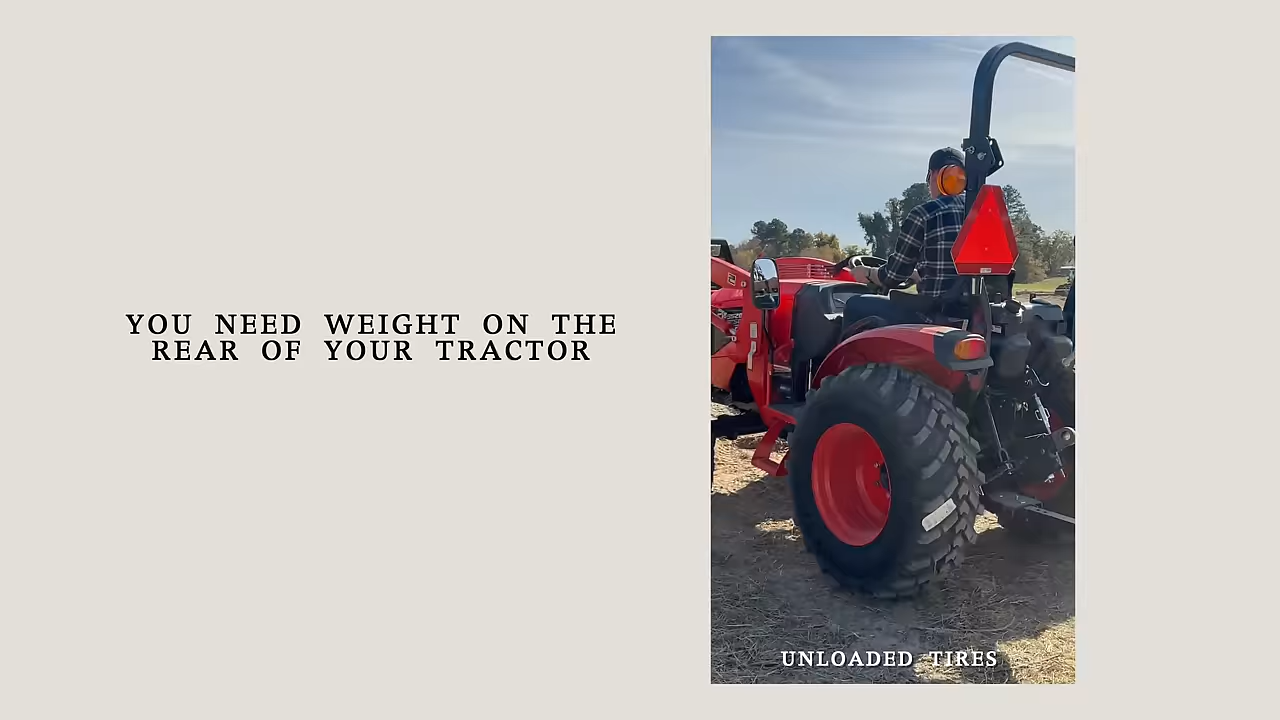 YOU NEED WEIGHT ON THE
REAR OF YOUR TRACTOR
UNLOADED TIRES